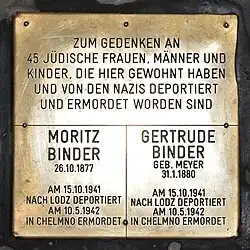 ZUM GEDENKEN AN
45 JÜDISCHE FRAUEN, MÄNNER UND
KINDER, DIE HIER GEWOHNT HABEN
UND VON DEN NAZIS DEPORTIERT
UND ERMORDET WORDEN SIND
MORITZ
BINDER
26.10.1877
AM 15.10.1941
NACH LODZ DEPORTIERT
AM 10.5.1942
IN CHELMNO ERMORDET
GERTRUDE
BINDER
GEB. MEYER
31.1.1880
AM 15.10.1941
NACH LODZ DEPORTIERT
AM 10.5.1942
IN CHELMNO ERMORDET